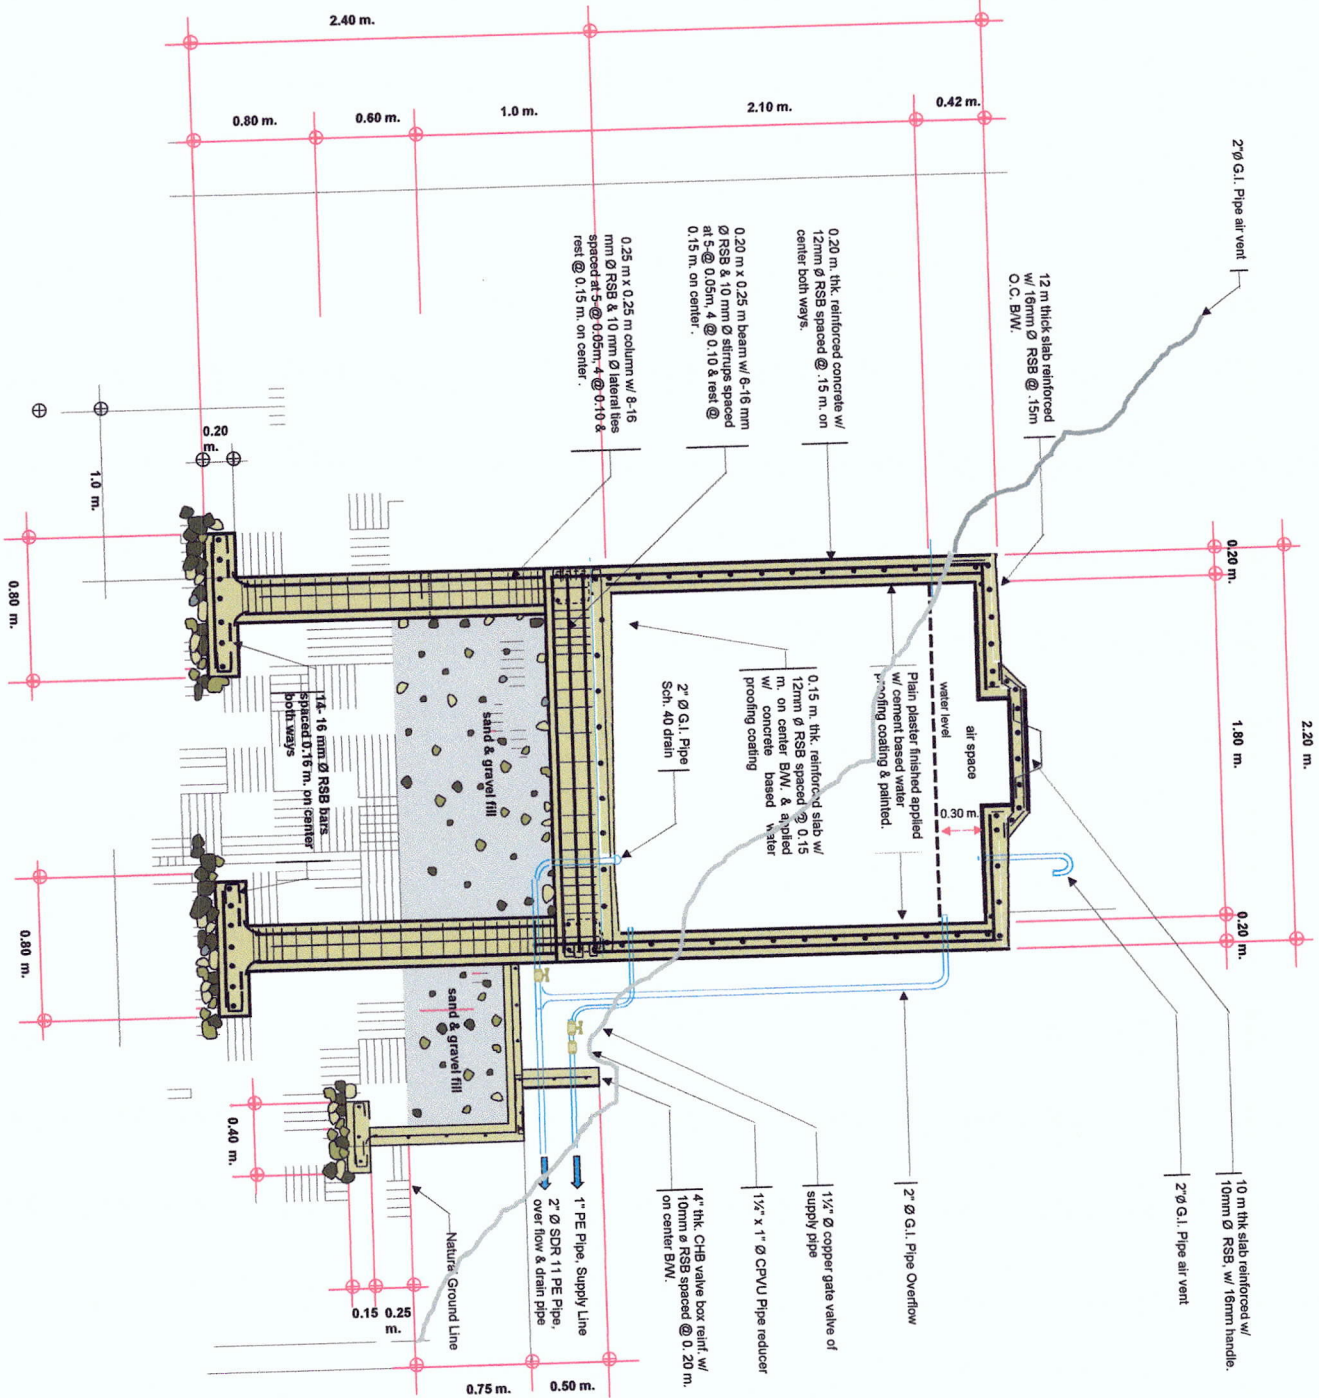 2.40 m.
0.80 m.
0.60 m.
1.0 m.
2.10 m.
0.42 m.
2"Ø G.I. Pipe air vent
12 m thick slab reinforced
w/ 16mm Ø RSB @ .15m
O.C. B/W.
0.20 m. thk. reinforced concrete w/
12mm Ø RSB spaced @ .15 m. on
center both ways.
0.20 m x 0.25 m beam w/ 6-16 mm
Ø RSB & 10 mm Ø stirrups spaced
at 5-@ 0.05m, 4 @ 0.10 & rest @
0.15 m. on center .
0.25 m x 0.25 m column w/ 8-16
mm Ø RSB & 10 mm Ø lateral ties
spaced at 5-@ 0.05m, 4 @ 0.10 &
rest @ 0.15 m. on center .
0.20
m.
1.0 m.
0.80 m.
0.80 m.
0.20 m.
1.80 m.
2.20 m.
0.20 m.
air space
water level
0.30 m.
Plain plaster finished applied
w/ cement based water
proofing coating & painted.
0.15 m. thk. reinforced slab w/
12mm Ø RSB spaced @ 0.15
m. on center B/W. & applied
w/ concrete based water
proofing coating
2" Ø G.I. Pipe
Sch. 40 drain
sand & gravel fill
14- 16 mm Ø RSB bars
spaced 0.16 m. on center
both ways
sand & gravel fill
0.40 m.
10 m thk slab reinforced w/
10mm Ø RSB, w/ 16mm handle.
2"Ø G.I. Pipe air vent
2" Ø G.I. Pipe Overflow
1½" Ø copper gate valve of
supply pipe
1½" x 1" Ø CPVU Pipe reducer
4" thk. CHB valve box reinf. w/
10mm ø RSB spaced @ 0. 20 m.
on center B/W.
1" PE Pipe, Supply Line
2" Ø SDR 11 PE Pipe,
over flow & drain pipe
Natural Ground Line
0.15
0.25
m.
0.75 m.
0.50 m.